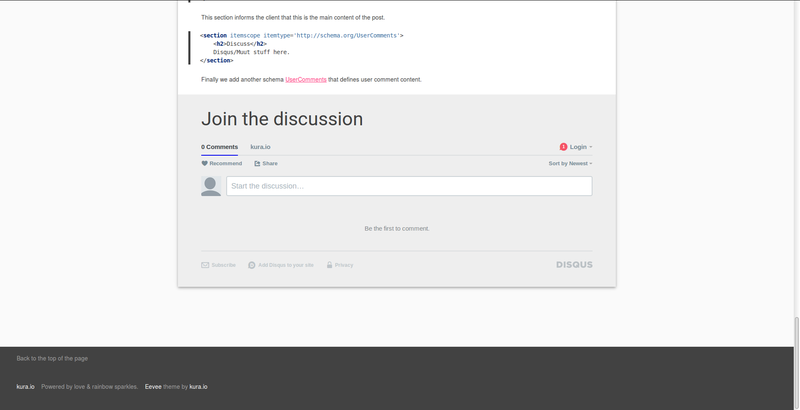 This section informs the client that this is the main content of the post.
<section itemscope itemtype='http://schema.org/UserComments'>
<h2>Discuss</h2>
Disqus/Muut stuff here.
</section>
Finally we add another schema UserComments that defines user comment content.
Join the discussion
0 Comments kura.io 1 Login
Recommend Share Sort by Newest
Start the discussion...
Be the first to comment.
Subscribe Add Disqus to your site Privacy DISQUS
Back to the top of the page
kura.io Powered by love & rainbow sparkles. Eevee theme by kura.io